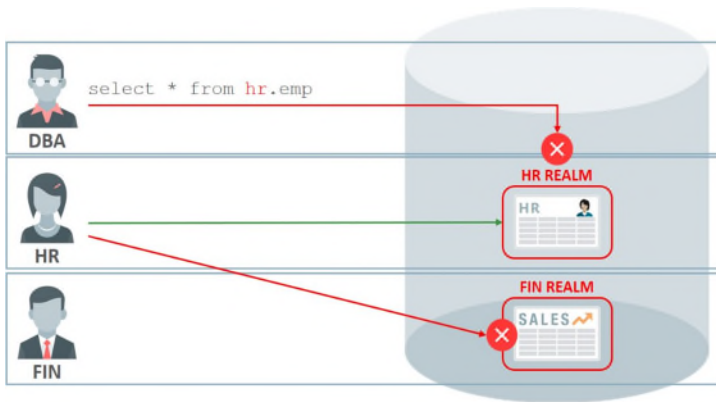 select * from hr.emp
DBA
HR REALM
HR
HR
FIN REALM
SALES
FIN